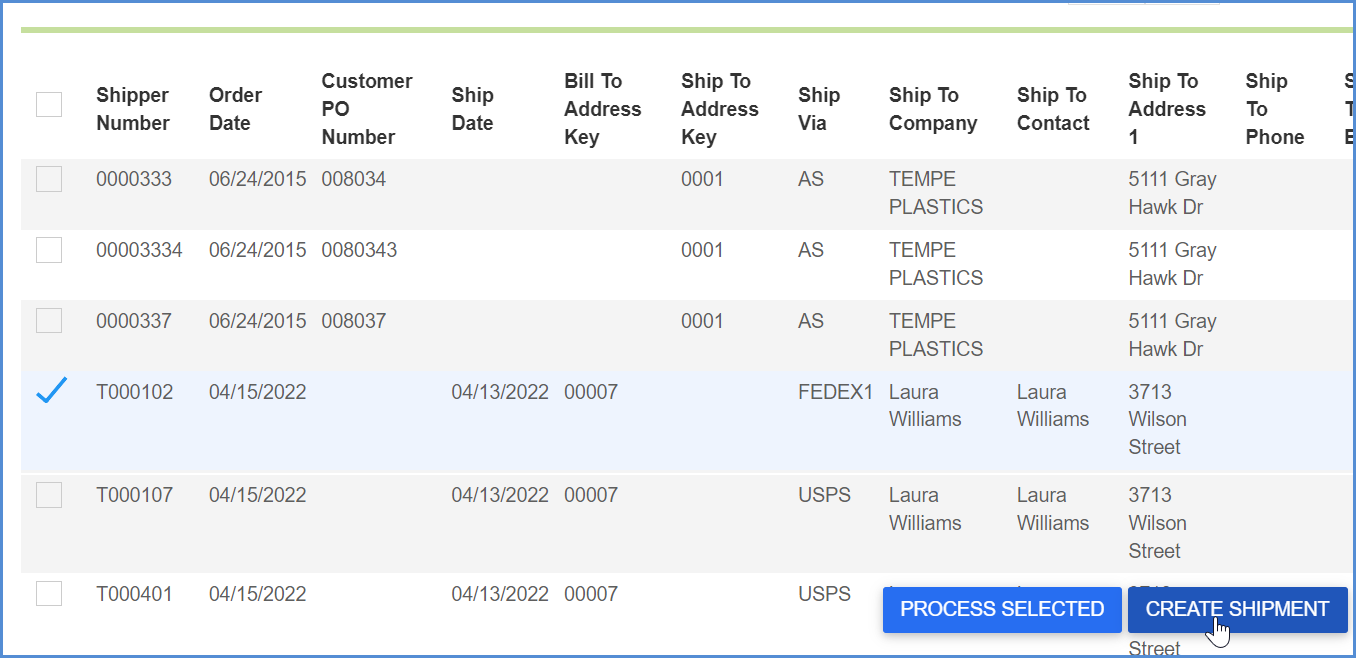 Shipper Number Order Date Customer PO Number Ship Date Bill To Address Key Ship To Address Key Ship Via Ship To Company Ship To Contact Ship To Address 1 Ship To Phone
0000333 06/24/2015 008034 0001 AS TEMPE PLASTICS 5111 Gray Hawk Dr
00003334 06/24/2015 0080343 0001 AS TEMPE PLASTICS 5111 Gray Hawk Dr
0000337 06/24/2015 008037 0001 AS TEMPE PLASTICS 5111 Gray Hawk Dr
T000102 04/15/2022 04/13/2022 00007 FEDEX1 Laura Williams Laura Williams 3713 Wilson Street
T000107 04/15/2022 04/13/2022 00007 USPS Laura Williams Laura Williams 3713 Wilson Street
T000401 04/15/2022 04/13/2022 00007 USPS
PROCESS SELECTED CREATE SHIPMENT
Street